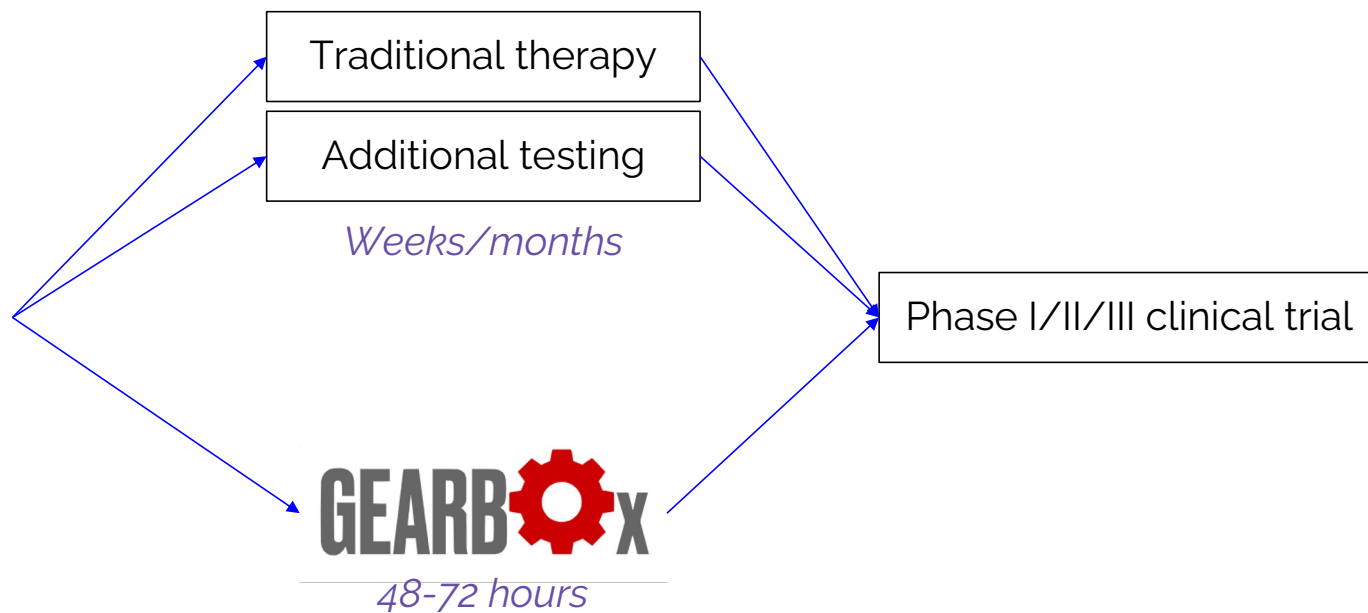 Traditional therapy
Additional testing
Weeks/months
Phase I/II/III clinical trial
GEARBOX
48-72 hours